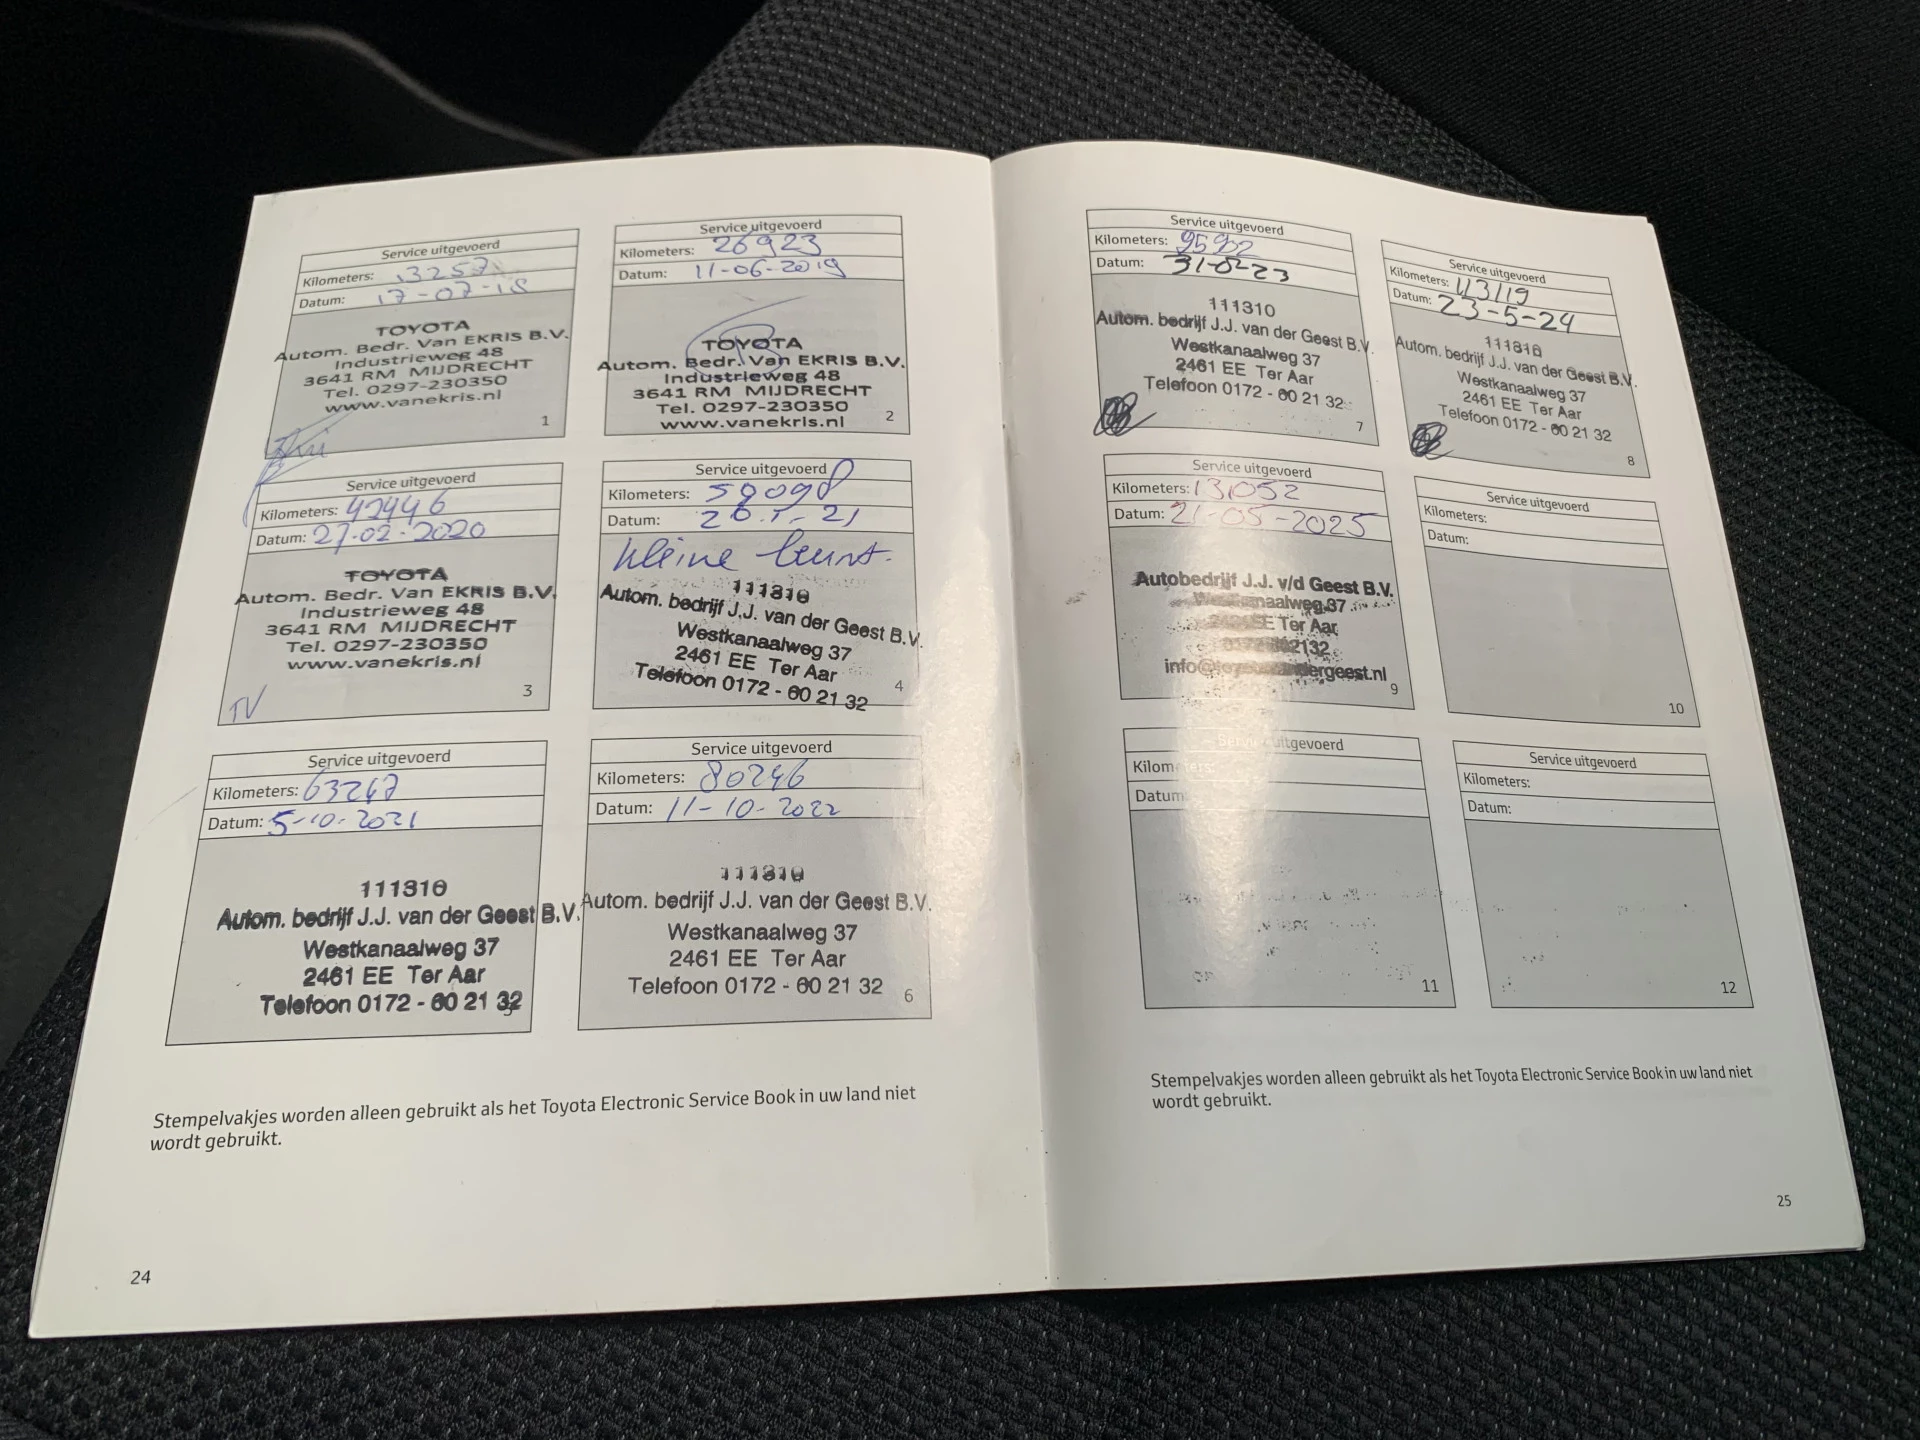 Service uitgevoerd
Kilometers: 13257
Datum: 17-07-18
TOYOTA
Autom. Bedr. Van EKRIS B.V.
Industrieweg 48
3641 RM MIJDRECHT
Tel. 0297-230350
www.vanekris.nl
1
Service uitgevoerd
Kilometers: 26923
Datum: 11-06-2019
TOYOTA
Autom. Bedr. Van EKRIS B.V.
Industrieweg 48
3641 RM MIJDRECHT
Tel. 0297-230350
www.vanekris.nl
2
Service uitgevoerd
Kilometers: 42446
Datum: 27-02-2020
TOYOTA
Autom. Bedr. Van EKRIS B.V.
Industrieweg 48
3641 RM MIJDRECHT
Tel. 0297-230350
www.vanekris.nl
TV
3
Service uitgevoerd
Kilometers: 58098
Datum:
Kleine beurt.
111310
Autom. bedrijf J.J. van der Geest B.V.
Westkanaalweg 37
2461 EE Ter Aar
Telefoon 0172 - 60 21 32
4
Service uitgevoerd
Kilometers: 63247
Datum: 5-10-2021
111310
Autom. bedrijf J.J. van der Geest B.V.
Westkanaalweg 37
2461 EE Ter Aar
Telefoon 0172 - 60 21 32
5
Service uitgevoerd
Kilometers: 80246
Datum: 11-10-2022
111310
Autom. bedrijf J.J. van der Geest B.V.
Westkanaalweg 37
2461 EE Ter Aar
Telefoon 0172 - 60 21 32
6
Stempelvakjes worden alleen gebruikt als het Toyota Electronic Service Book in uw land niet
wordt gebruikt.
24
Service uitgevoerd
Kilometers:
Datum:
111310
Autom. bedrijf J.J. van der Geest B.V.
Westkanaalweg 37
2461 EE Ter Aar
Telefoon 0172 - 60 21 32
7
Service uitgevoerd
Kilometers: 113119
Datum: 23-5-24
111310
Autom. bedrijf J.J. van der Geest B.V.
Westkanaalweg 37
2461 EE Ter Aar
Telefoon 0172 - 60 21 32
8
Service uitgevoerd
Kilometers: 131052
Datum: 21-05-2025
Autobedrijf J.J. v/d Geest B.V.
Westkanaalweg 37
2461 EE Ter Aar
9
Service uitgevoerd
Kilometers:
Datum:
10
Service uitgevoerd
Kilometers:
Datum:
11
Service uitgevoerd
Kilometers:
Datum:
12
Stempelvakjes worden alleen gebruikt als het Toyota Electronic Service Book in uw land niet
wordt gebruikt.
25